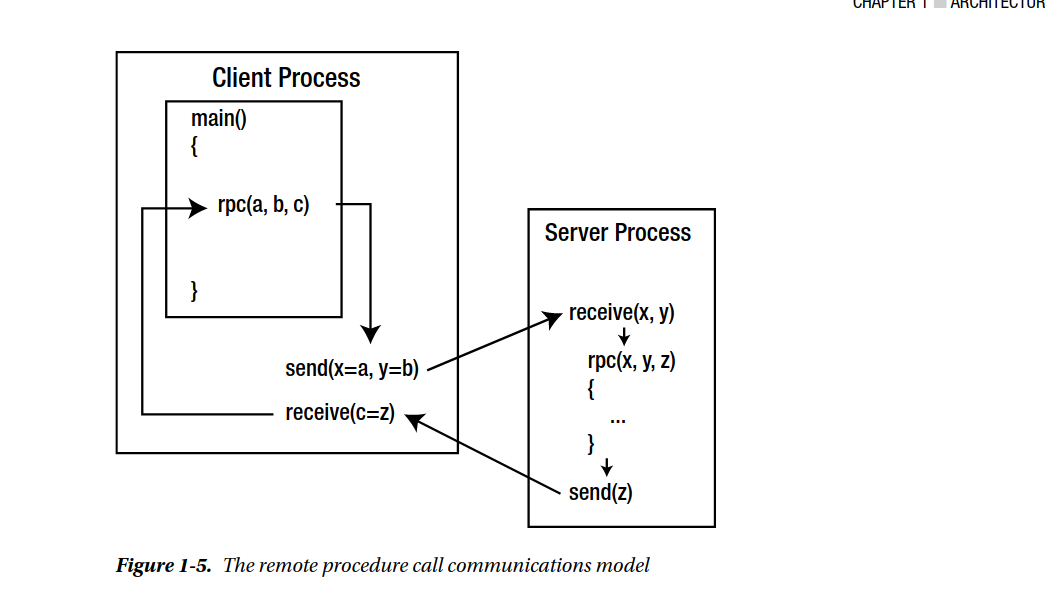 CHAPTER 1 ARCHITECTUR
Client Process
main()
{
rpc(a, b, c)
}
send(x=a, y=b)
receive(c=z)
Server Process
receive(x, y)
rpc(x, y, z)
{
...
}
send(z)
Figure 1-5. The remote procedure call communications model